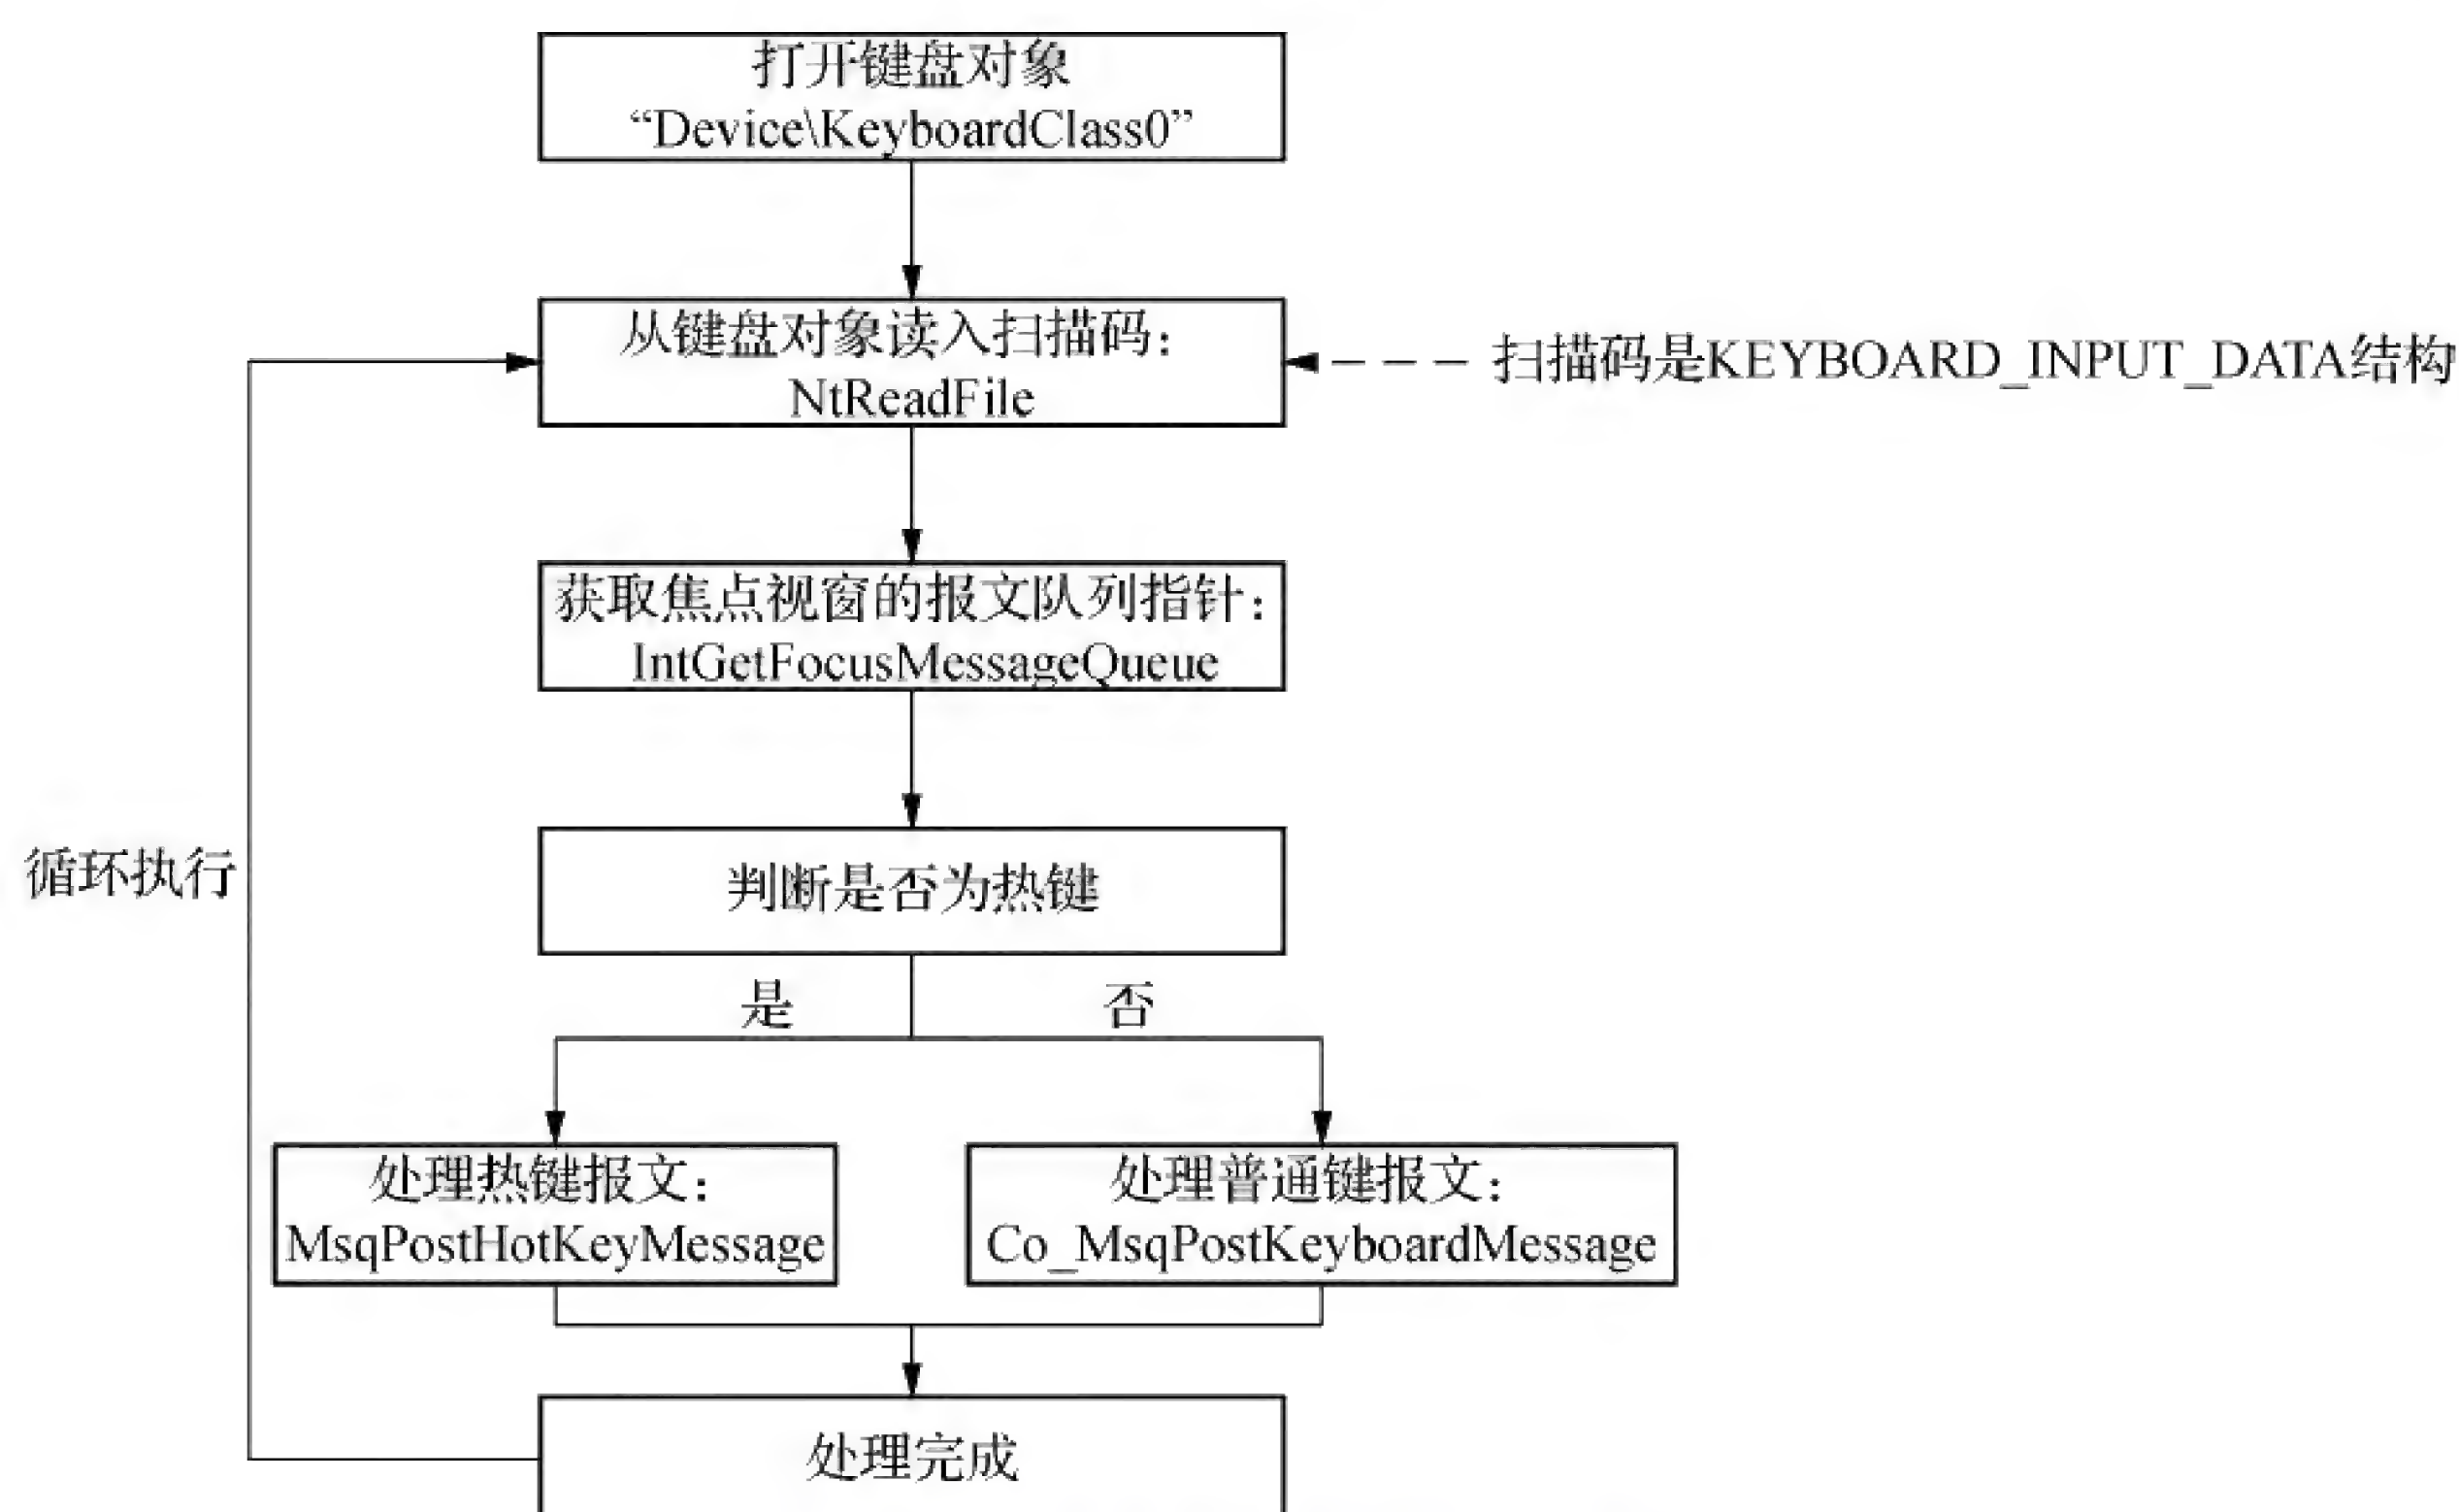 打开键盘对象
“Device\KeyboardClass0”
从键盘对象读入扫描码：
NtReadFile
扫描码是KEYBOARD_INPUT_DATA结构
获取焦点视窗的报文队列指针：
IntGetFocusMessageQueue
循环执行
判断是否为热键
是
否
处理热键报文：
MsqPostHotKeyMessage
处理普通键报文：
Co_MsqPostKeyboardMessage
处理完成